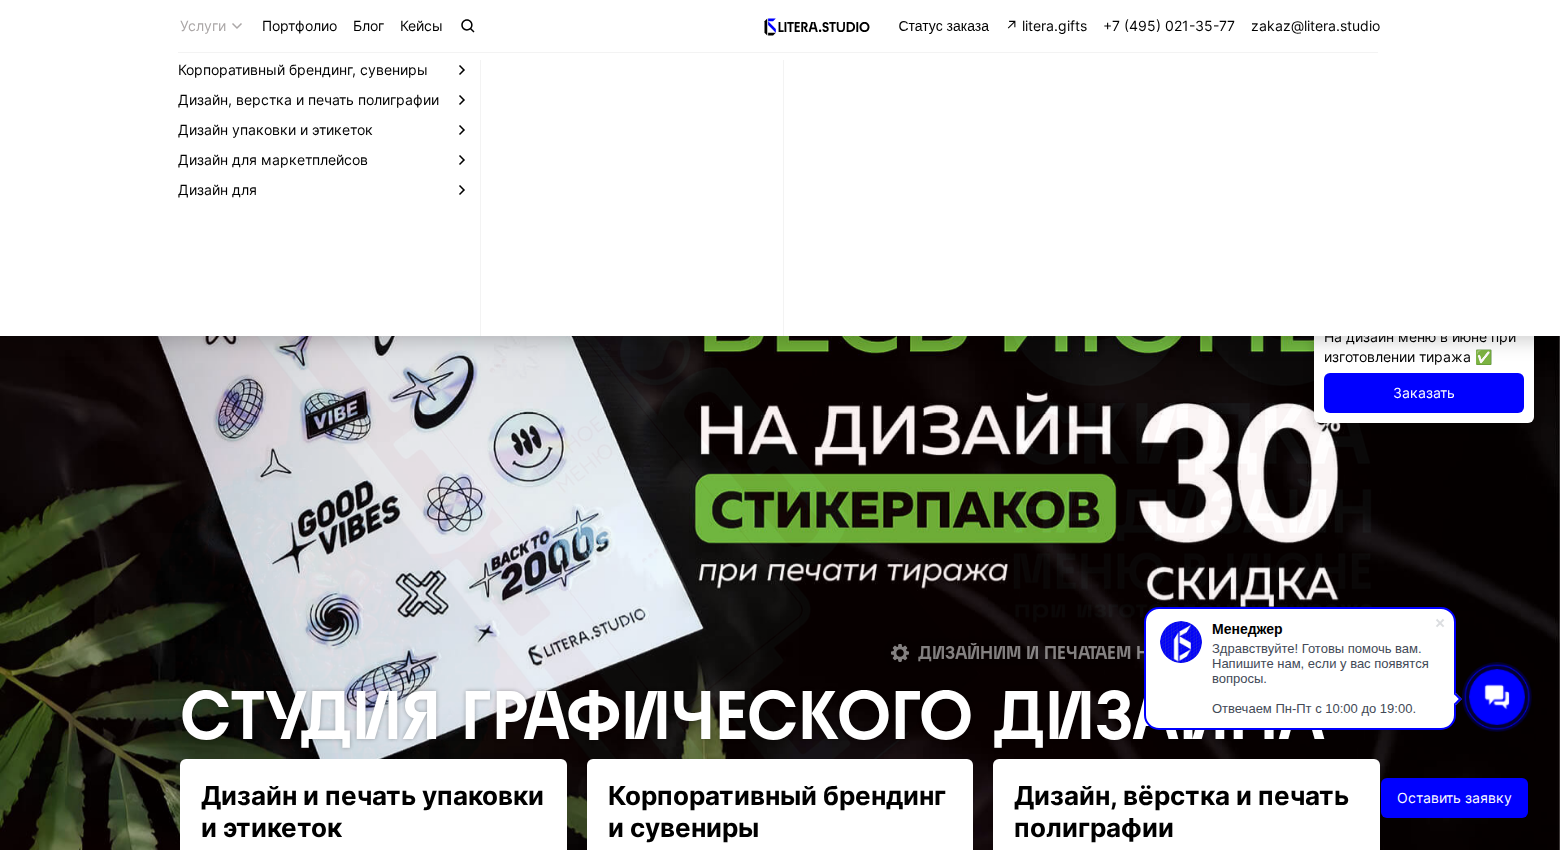 Услуги Портфолио Блог Кейсы LITERA.STUDIO Статус заказа litera.gifts +7 (495) 021-35-77 zakaz@litera.studio
Корпоративный брендинг, сувениры
Дизайн, верстка и печать полиграфии
Дизайн упаковки и этикеток
Дизайн для маркетплейсов
Дизайн для
На дизайн меню в июне при
изготовлении тиража ✅
Заказать
НА ДИЗАЙН
30%
СТИКЕРПАКОВ
при печати тиража
СКИДКА
VIBE
GOOD
VIBES
BACK TO
2000s
LITERA.STUDIO
ДИЗАЙНИМ И ПЕЧАТАЕМ
СТУДИЯ ГРАФИЧЕСКОГО ДИЗАЙНА
Менеджер
Здравствуйте! Готовы помочь вам.
Напишите нам, если у вас появятся
вопросы.
Отвечаем Пн-Пт с 10:00 до 19:00.
Дизайн и печать упаковки
и этикеток
Корпоративный брендинг
и сувениры
Дизайн, вёрстка и печать
полиграфии
Оставить заявку